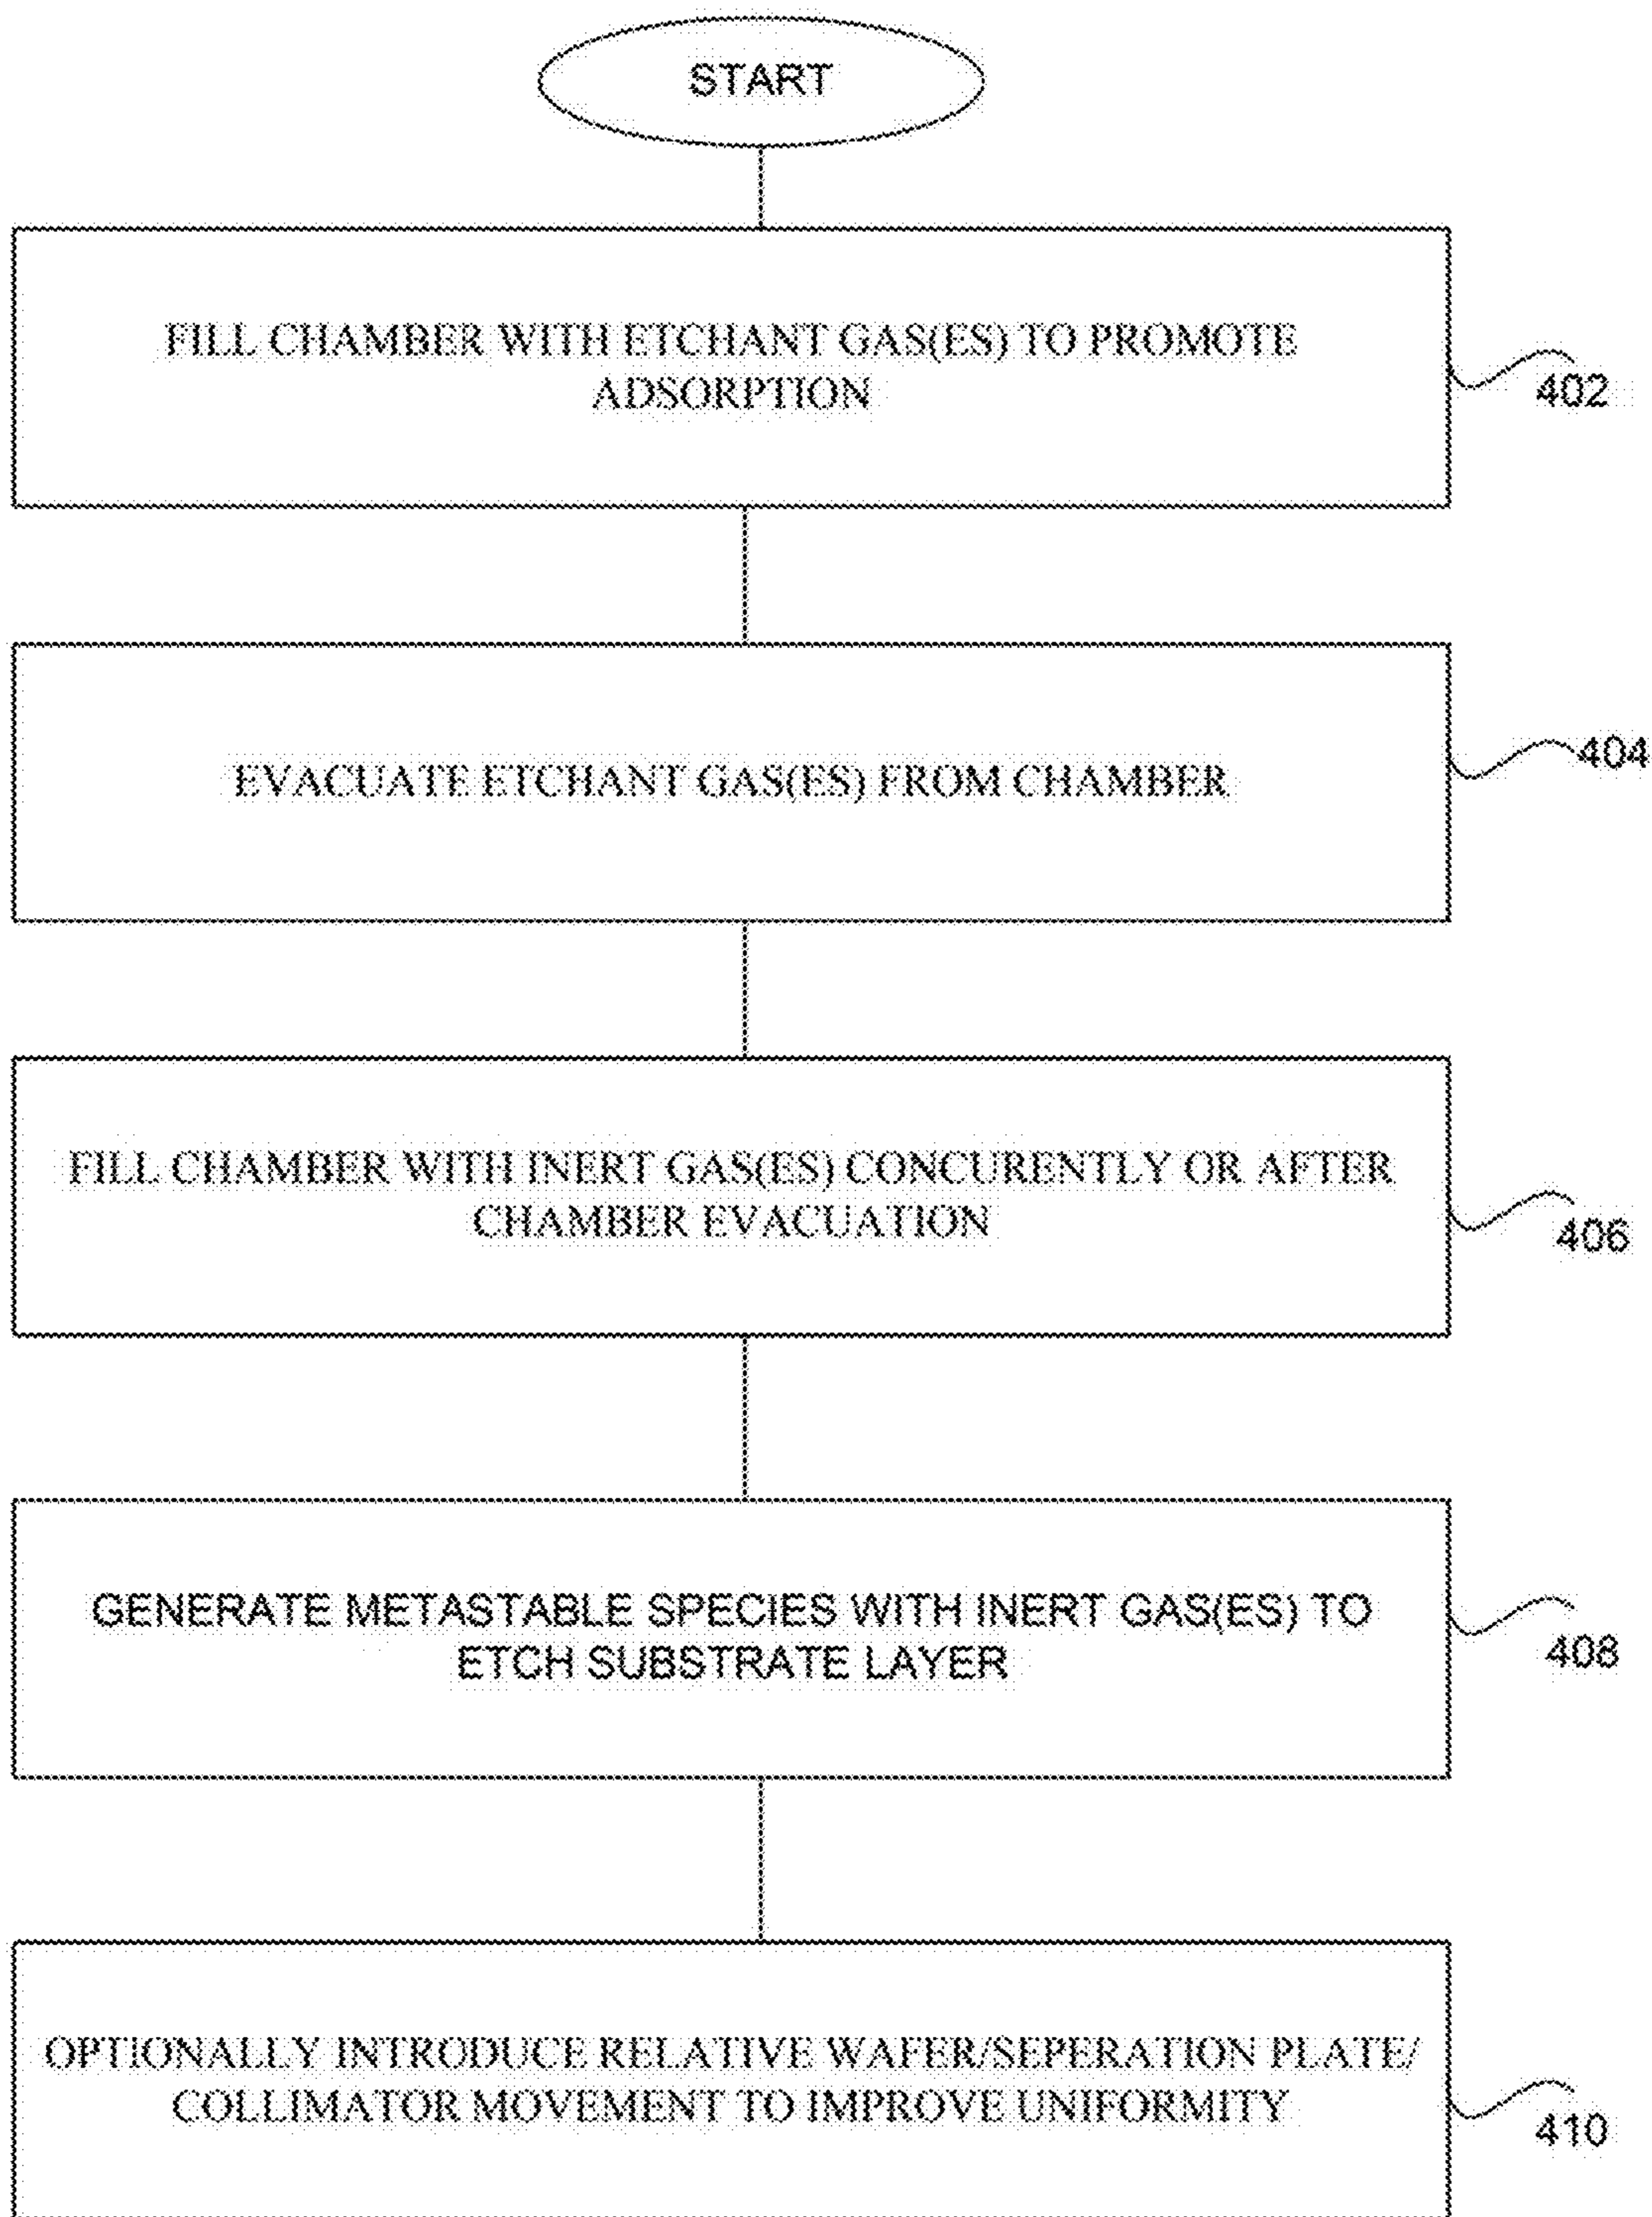 START
FILL CHAMBER WITH ETCHANT GAS(ES) TO PROMOTE
ADSORPTION
402
EVACUATE ETCHANT GAS(ES) FROM CHAMBER
404
FILL CHAMBER WITH INERT GAS(ES) CONCURENTLY OR AFTER
CHAMBER EVACUATION
406
GENERATE METASTABLE SPECIES WITH INERT GAS(ES) TO
ETCH SUBSTRATE LAYER
408
OPTIONALLY INTRODUCE RELATIVE WAFER/SEPERATION PLATE/
COLLIMATOR MOVEMENT TO IMPROVE UNIFORMITY
410